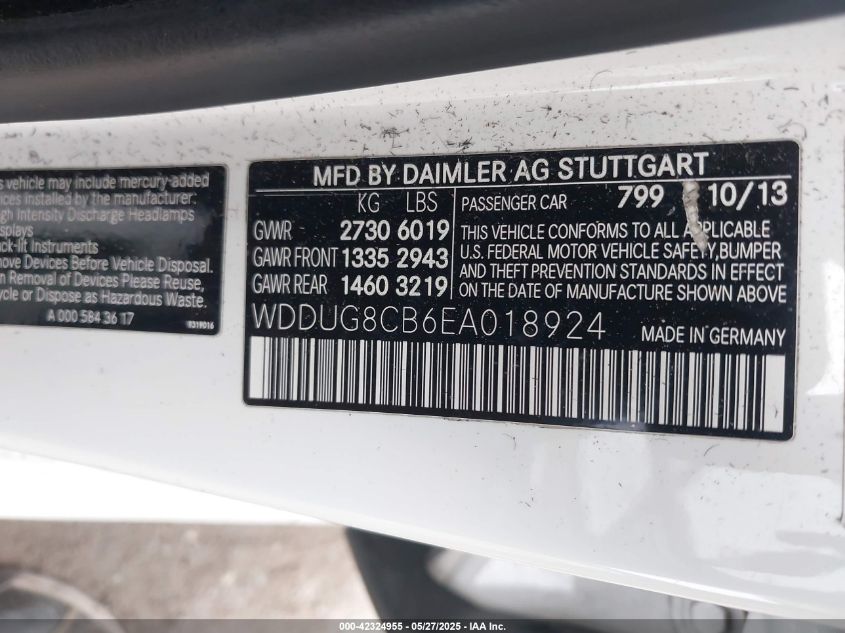 s vehicle may include mercury-added
ices installed by the manufacturer:
gh Intensity Discharge Headlamps
isplays
ck-lit Instruments
move Devices Before Vehicle Disposal.
n Removal of Devices Please Reuse,
ycle or Dispose as Hazardous Waste.
A 000 584 36 17
9319016
MFD BY DAIMLER AG STUTTGART
KG LBS
GVWR 2730 6019
GAWR FRONT 1335 2943
GAWR REAR 1460 3219
PASSENGER CAR 799 10/13
THIS VEHICLE CONFORMS TO ALL APPLICABLE
U.S. FEDERAL MOTOR VEHICLE SAFETY,BUMPER
AND THEFT PREVENTION STANDARDS IN EFFECT
ON THE DATE OF MANUFACTURE SHOWN ABOVE
WDDUG8CB6EA018924
MADE IN GERMANY
000-42324955 - 05/27/2025 - IAA Inc.